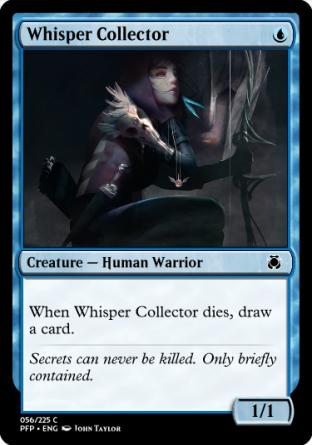 Whisper Collector
Creature — Human Warrior
When Whisper Collector dies, draw
a card.
Secrets can never be killed. Only briefly
contained.
1/1
056/225 C
PFP • ENG John Taylor